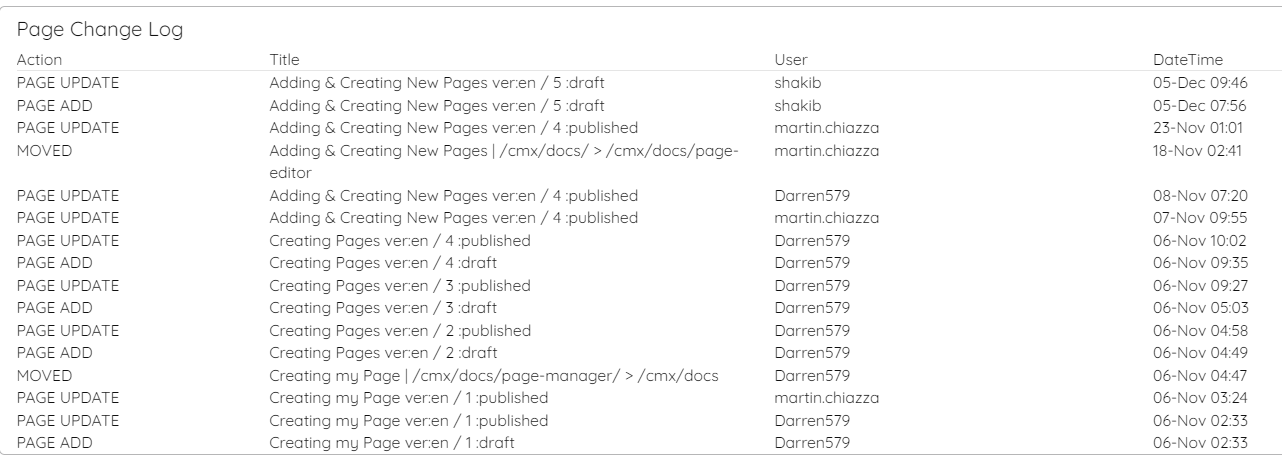 Page Change Log
Action Title User DateTime
PAGE UPDATE Adding & Creating New Pages ver:en / 5 :draft shakib 05-Dec 09:46
PAGE ADD Adding & Creating New Pages ver:en / 5 :draft shakib 05-Dec 07:56
PAGE UPDATE Adding & Creating New Pages ver:en / 4 :published martin.chiazza 23-Nov 01:01
MOVED Adding & Creating New Pages | /cmx/docs/ > /cmx/docs/page- martin.chiazza 18-Nov 02:41
editor
PAGE UPDATE Adding & Creating New Pages ver:en / 4 :published Darren579 08-Nov 07:20
PAGE UPDATE Adding & Creating New Pages ver:en / 4 :published martin.chiazza 07-Nov 09:55
PAGE UPDATE Creating Pages ver:en / 4 :published Darren579 06-Nov 10:02
PAGE ADD Creating Pages ver:en / 4 :draft Darren579 06-Nov 09:35
PAGE UPDATE Creating Pages ver:en / 3 :published Darren579 06-Nov 09:27
PAGE ADD Creating Pages ver:en / 3 :draft Darren579 06-Nov 05:03
PAGE UPDATE Creating Pages ver:en / 2 :published Darren579 06-Nov 04:58
PAGE ADD Creating Pages ver:en / 2 :draft Darren579 06-Nov 04:49
MOVED Creating my Page | /cmx/docs/page-manager/ > /cmx/docs Darren579 06-Nov 04:47
PAGE UPDATE Creating my Page ver:en / 1 :published martin.chiazza 06-Nov 03:24
PAGE UPDATE Creating my Page ver:en / 1 :published Darren579 06-Nov 02:33
PAGE ADD Creating my Page ver:en / 1 :draft Darren579 06-Nov 02:33